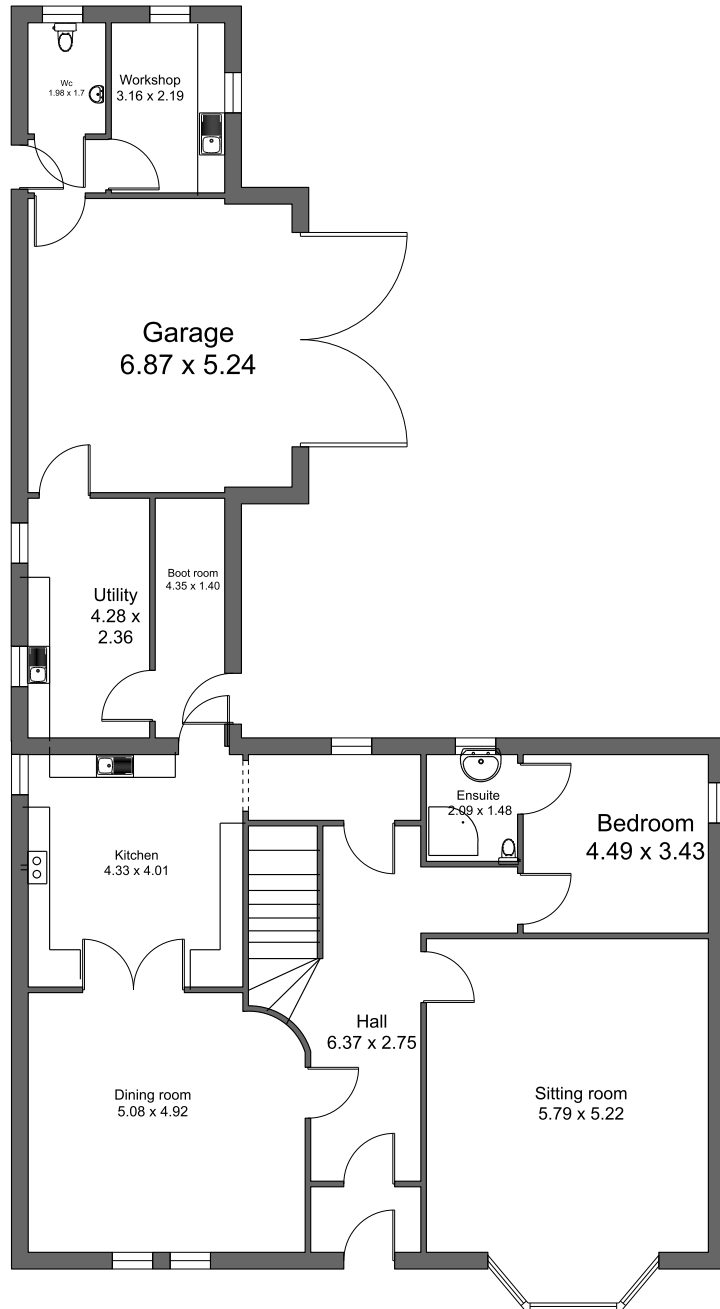 Wc
1.98 x 1.7
Workshop
3.16 x 2.19
Garage
6.87 x 5.24
Boot room
4.35 x 1.40
Utility
4.28 x
2.36
Ensuite
2.09 x 1.48
Bedroom
4.49 x 3.43
Kitchen
4.33 x 4.01
Hall
6.37 x 2.75
Dining room
5.08 x 4.92
Sitting room
5.79 x 5.22